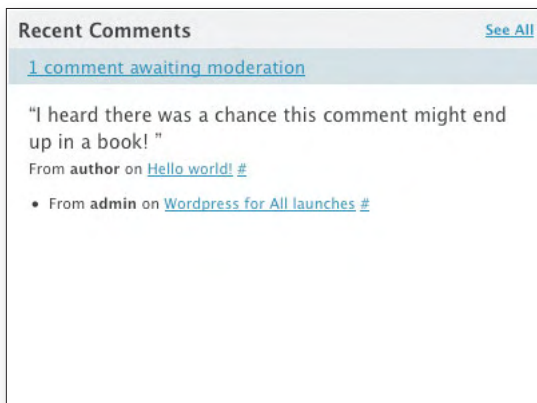 Recent Comments See All
1 comment awaiting moderation
“I heard there was a chance this comment might end
up in a book! ”
From author on Hello world! #
• From admin on Wordpress for All launches #